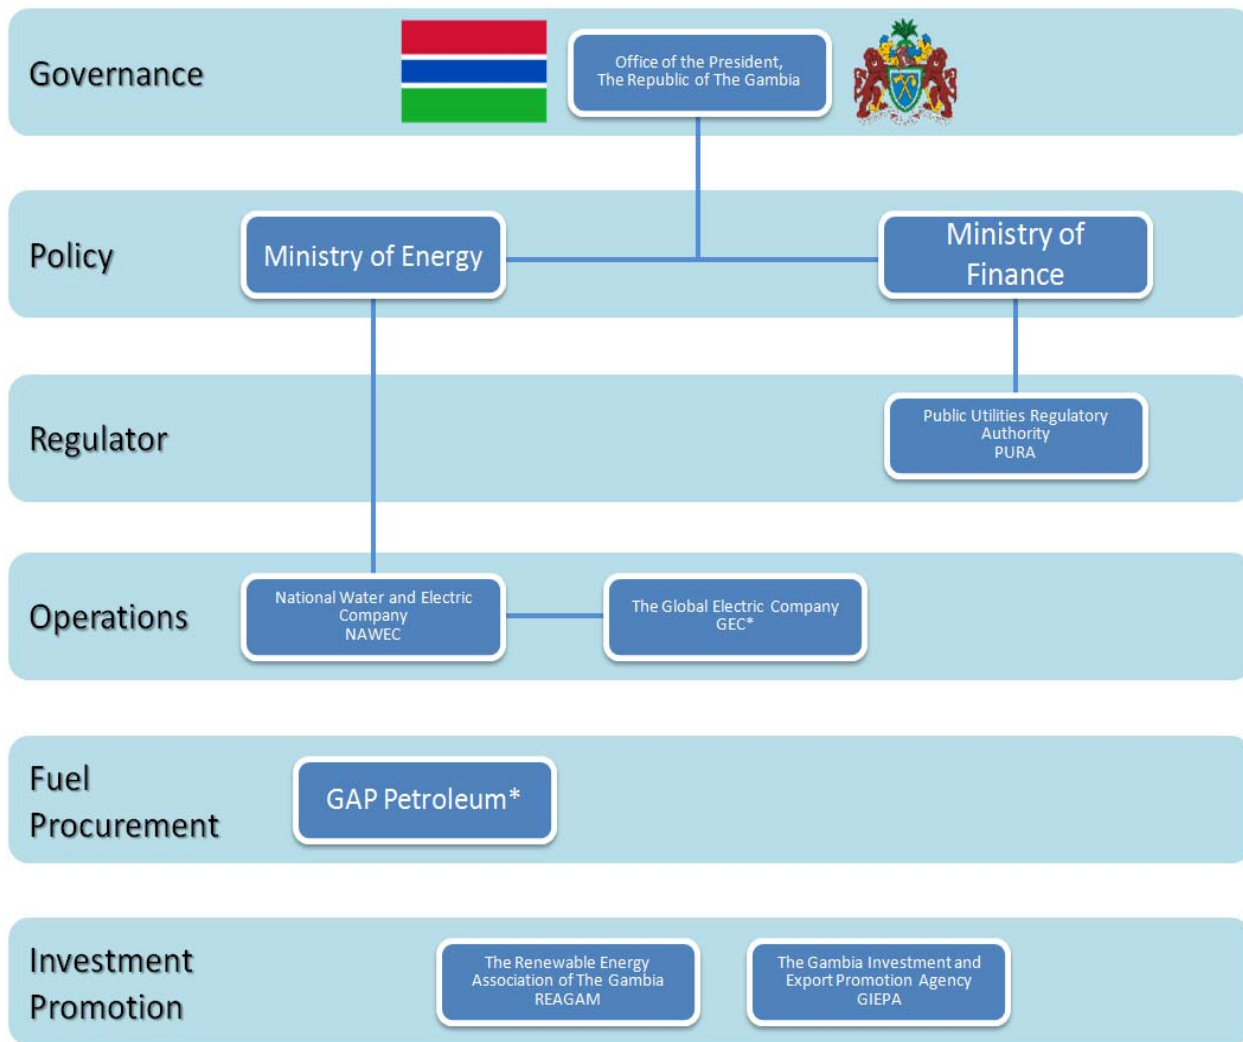 Governance
Office of the President,
The Republic of The Gambia
Policy
Ministry of Energy
Ministry of
Finance
Regulator
Public Utilities Regulatory
Authority
PURA
Operations
National Water and Electric
Company
NAWEC
The Global Electric Company
GEC*
Fuel
Procurement
GAP Petroleum*
Investment
Promotion
The Renewable Energy
Association of The Gambia
REAGAM
The Gambia Investment and
Export Promotion Agency
GIEPA